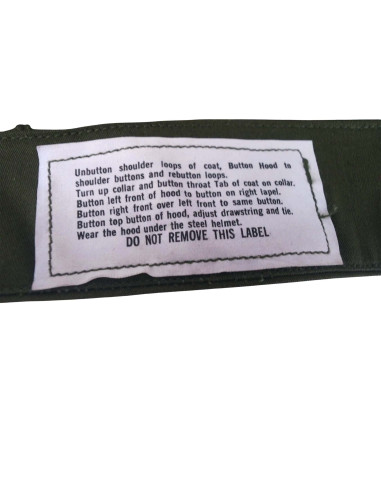 Unbutton shoulder loops of coat, Button Hood to
shoulder buttons and rebutton loops.
Turn up collar and button throat Tab of coat on collar.
Button left front of hood to button on right lapel.
Button right front over left front to same button.
Button top button of hood, adjust drawstring and tie.
Wear the hood under the steel helmet.
DO NOT REMOVE THIS LABEL